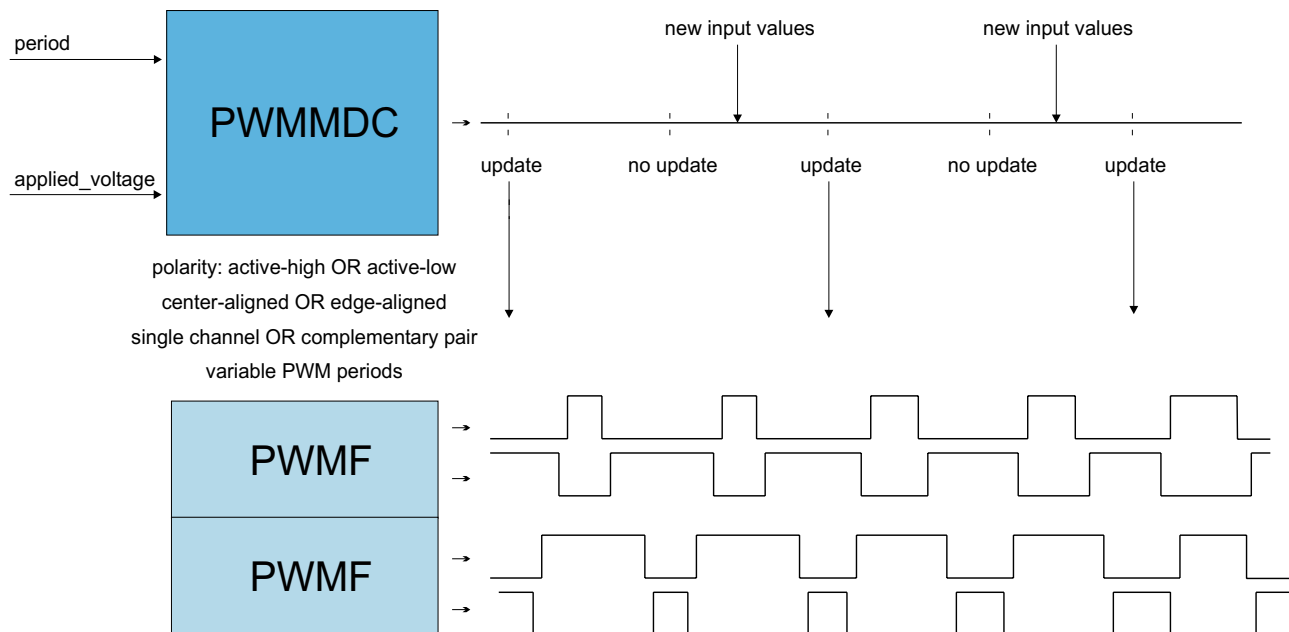 new input values
new input values
period
PWMMDC
applied_voltage
update
no update
update
no update
update
polarity: active-high OR active-low
center-aligned OR edge-aligned
single channel OR complementary pair
variable PWM periods
PWMF
PWMF